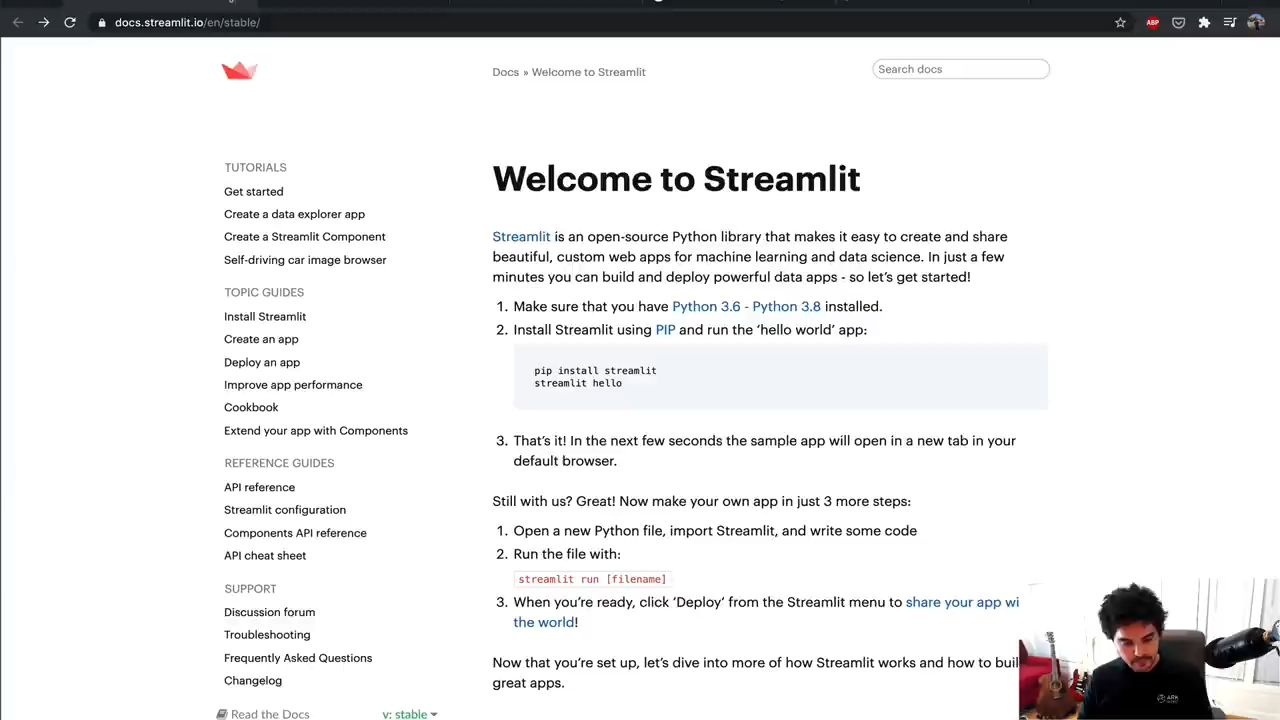 docs.streamlit.io/en/stable/
ABP
Docs » Welcome to Streamlit
Search docs
TUTORIALS
Get started
Create a data explorer app
Create a Streamlit Component
Self-driving car image browser
TOPIC GUIDES
Install Streamlit
Create an app
Deploy an app
Improve app performance
Cookbook
Extend your app with Components
REFERENCE GUIDES
API reference
Streamlit configuration
Components API reference
API cheat sheet
SUPPORT
Discussion forum
Troubleshooting
Frequently Asked Questions
Changelog
Read the Docs
v: stable
Welcome to Streamlit
Streamlit is an open-source Python library that makes it easy to create and share
beautiful, custom web apps for machine learning and data science. In just a few
minutes you can build and deploy powerful data apps - so let’s get started!
1. Make sure that you have Python 3.6 - Python 3.8 installed.
2. Install Streamlit using PIP and run the ‘hello world’ app:
pip install streamlit
streamlit hello
3. That’s it! In the next few seconds the sample app will open in a new tab in your
default browser.
Still with us? Great! Now make your own app in just 3 more steps:
1. Open a new Python file, import Streamlit, and write some code
2. Run the file with:
streamlit run [filename]
3. When you’re ready, click ‘Deploy’ from the Streamlit menu to share your app wi
the world!
Now that you’re set up, let’s dive into more of how Streamlit works and how to buil
great apps.
ARK